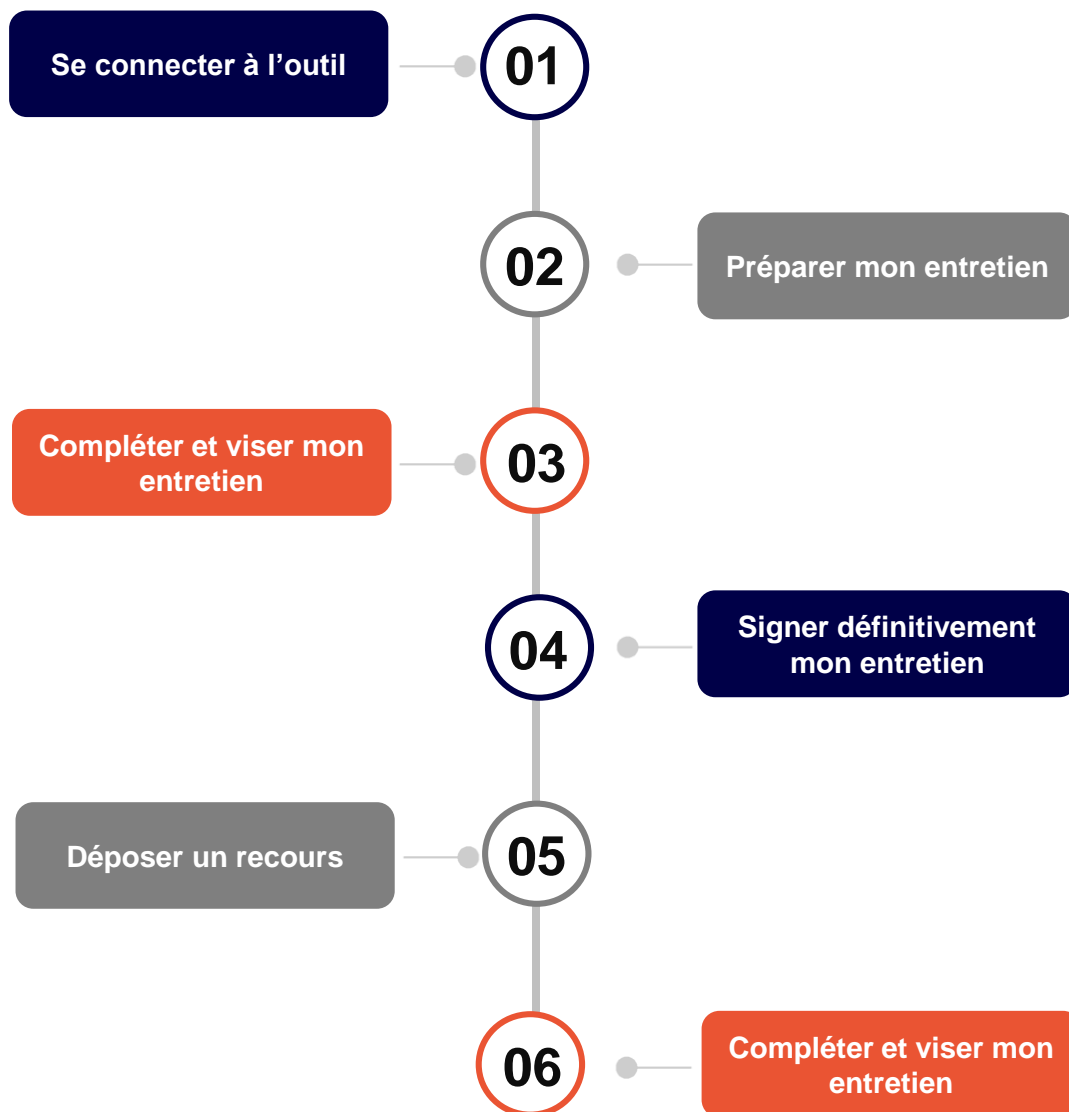 Se connecter à l’outil
01
02
Préparer mon entretien
Compléter et viser mon
entretien
03
04
Signer définitivement
mon entretien
Déposer un recours
05
06
Compléter et viser mon
entretien